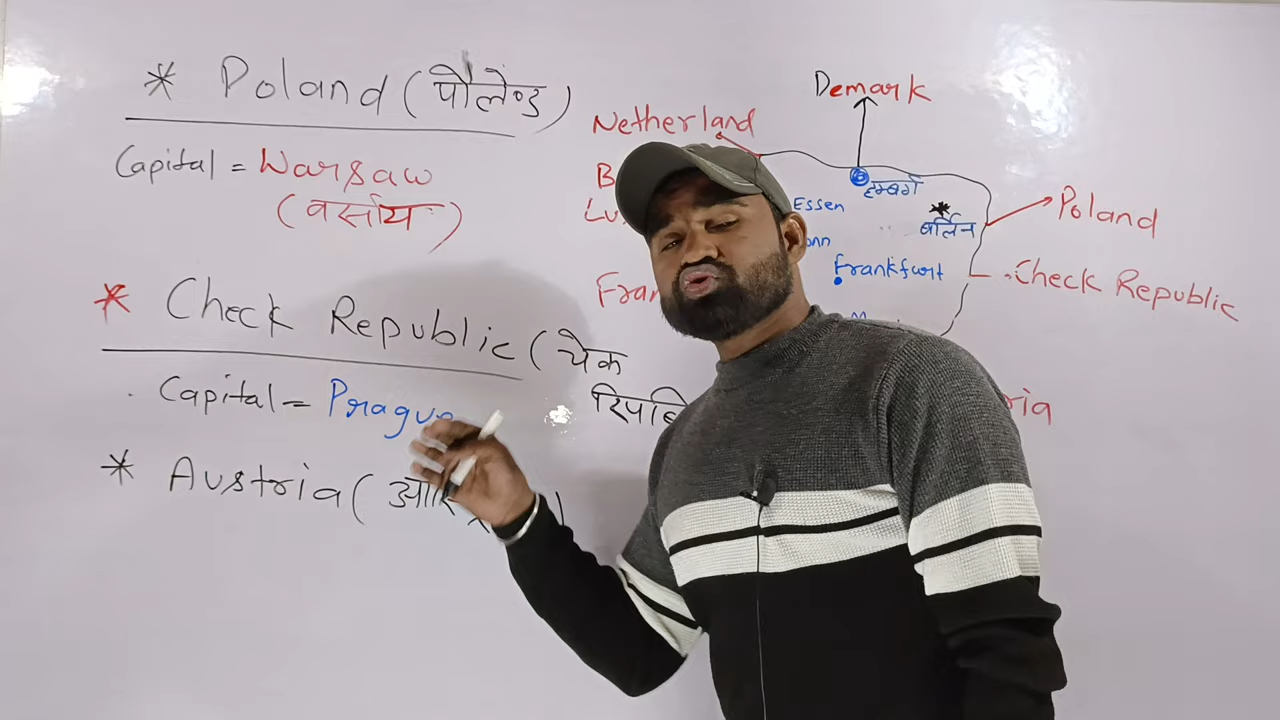 * Poland (पौलेण्ड)
Capital = Warsaw
(वर्साय)
* Check Republic (चेक
Capital = Prague
* Austria (
Demark
Netherland
हम्बर्ग
Essen
*
बर्लिन
Poland
Frankfurt
Check Republic